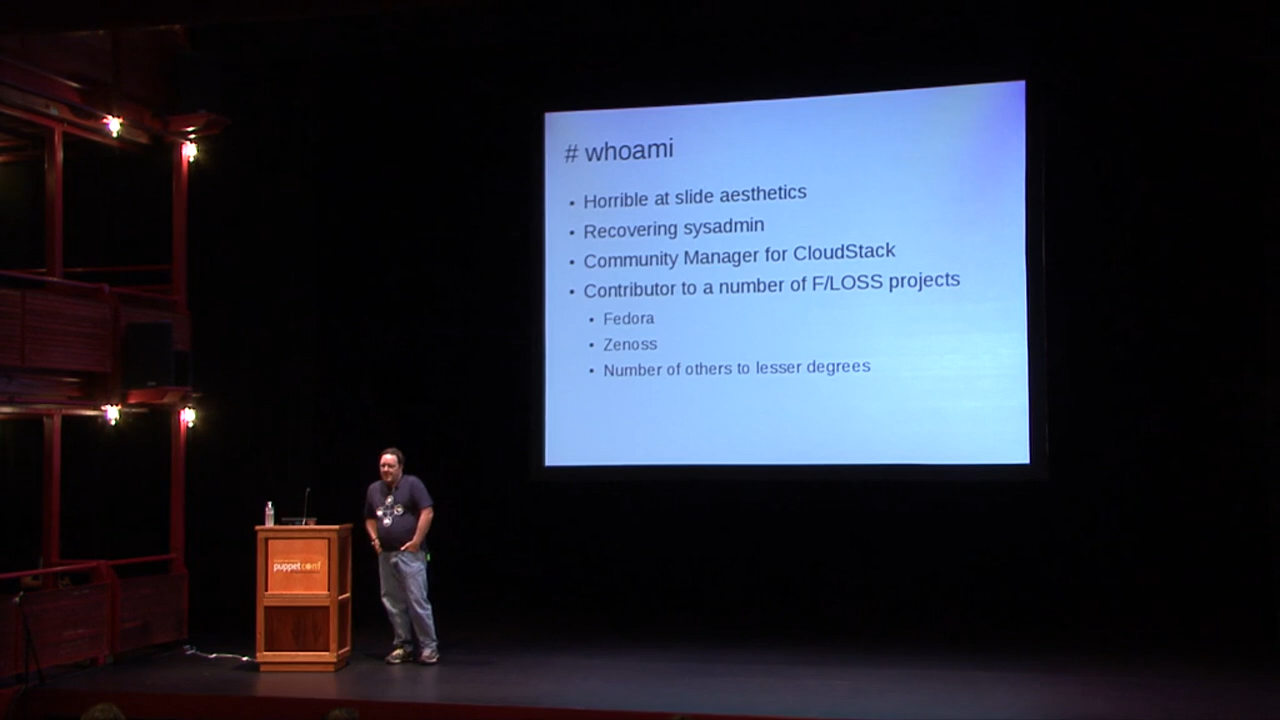 # whoami
• Horrible at slide aesthetics
• Recovering sysadmin
• Community Manager for CloudStack
• Contributor to a number of F/LOSS projects
• Fedora
• Zenoss
• Number of others to lesser degrees
puppetconf